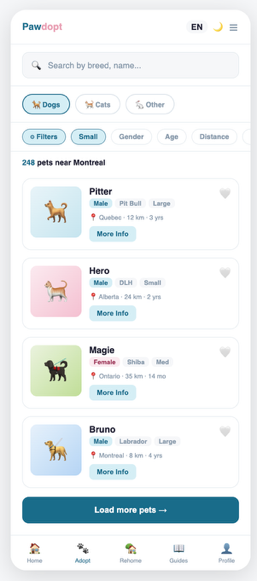 Pawdopt
EN
Search by breed, name...
Dogs
Cats
Other
Filters
Small
Gender
Age
Distance
248 pets near Montreal
Pitter
Male
Pit Bull
Large
Quebec · 12 km · 3 yrs
More Info
Hero
Male
DLH
Small
Alberta · 24 km · 2 yrs
More Info
Magie
Female
Shiba
Med
Ontario · 35 km · 14 mo
More Info
Bruno
Male
Labrador
Large
Montreal · 8 km · 4 yrs
More Info
Load more pets →
Home
Adopt
Rehome
Guides
Profile